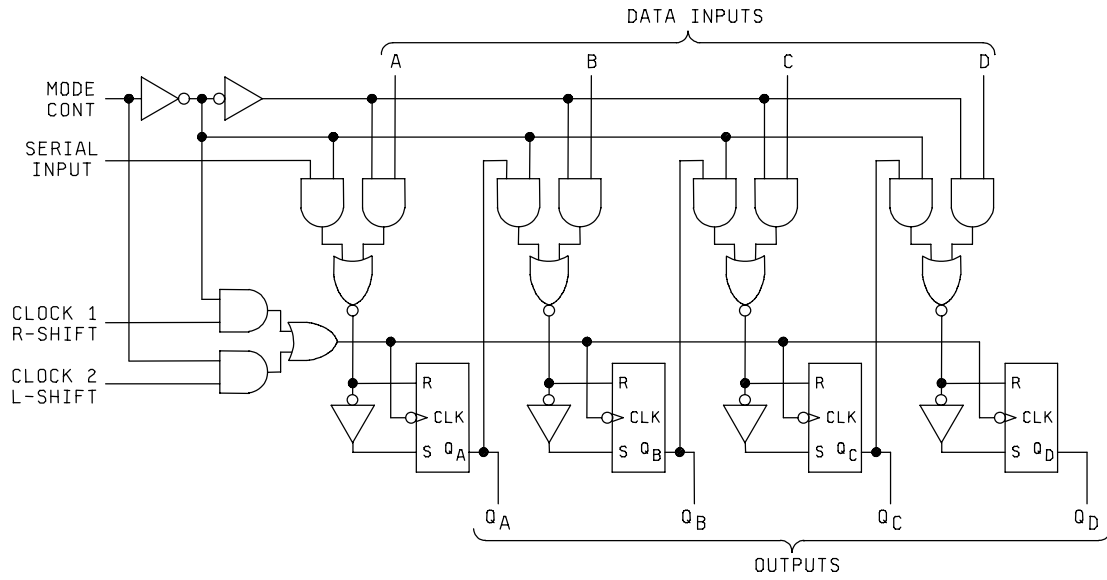 DATA INPUTS
A B C D
MODE
CONT
SERIAL
INPUT
CLOCK 1
R-SHIFT
CLOCK 2
L-SHIFT
R R R R
CLK CLK CLK CLK
S QA S QB S QC S QD
QA QB QC QD
OUTPUTS